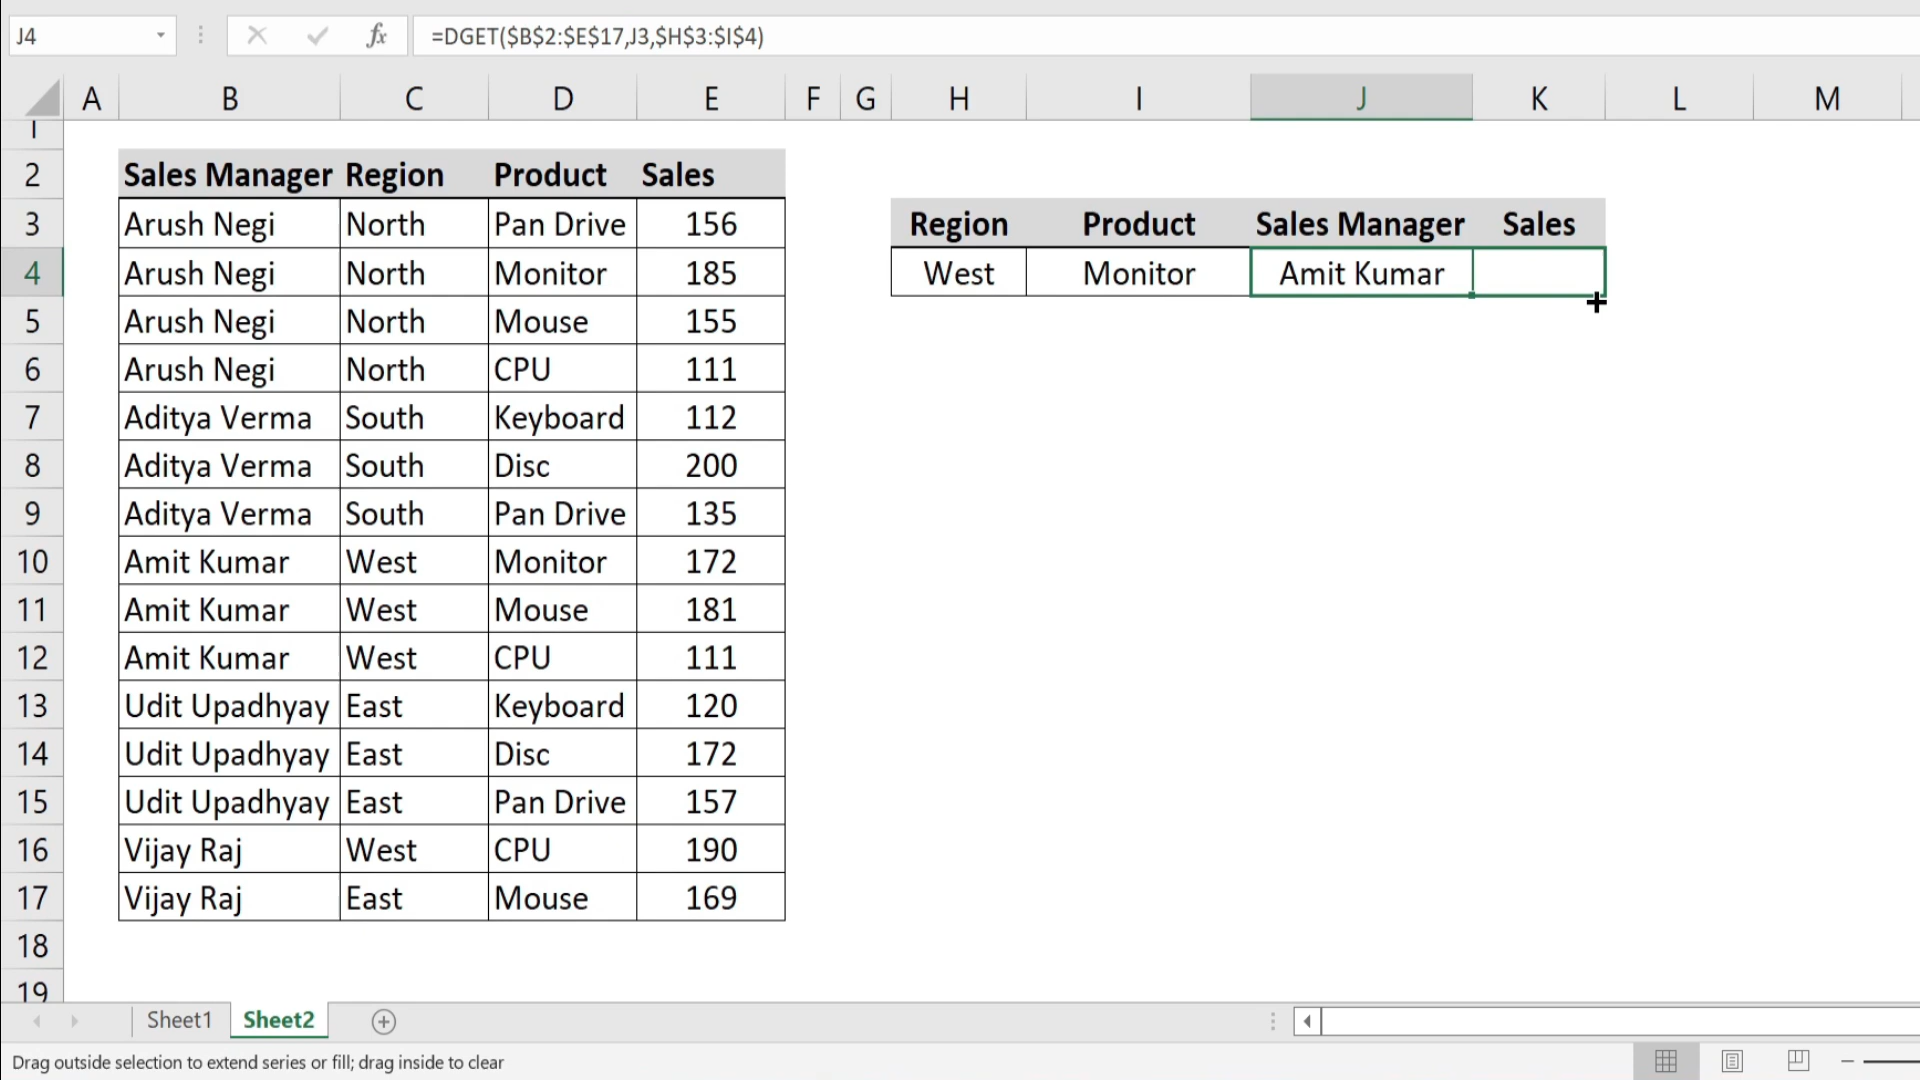 J4 fx =DGET($B$2:$E$17,J3,$H$3:$I$4)
A B C D E F G H I J K L M
1
2 Sales Manager Region Product Sales
3 Arush Negi North Pan Drive 156 Region Product Sales Manager Sales
4 Arush Negi North Monitor 185 West Monitor Amit Kumar
5 Arush Negi North Mouse 155
6 Arush Negi North CPU 111
7 Aditya Verma South Keyboard 112
8 Aditya Verma South Disc 200
9 Aditya Verma South Pan Drive 135
10 Amit Kumar West Monitor 172
11 Amit Kumar West Mouse 181
12 Amit Kumar West CPU 111
13 Udit Upadhyay East Keyboard 120
14 Udit Upadhyay East Disc 172
15 Udit Upadhyay East Pan Drive 157
16 Vijay Raj West CPU 190
17 Vijay Raj East Mouse 169
18
19
Sheet1 Sheet2
Drag outside selection to extend series or fill; drag inside to clear